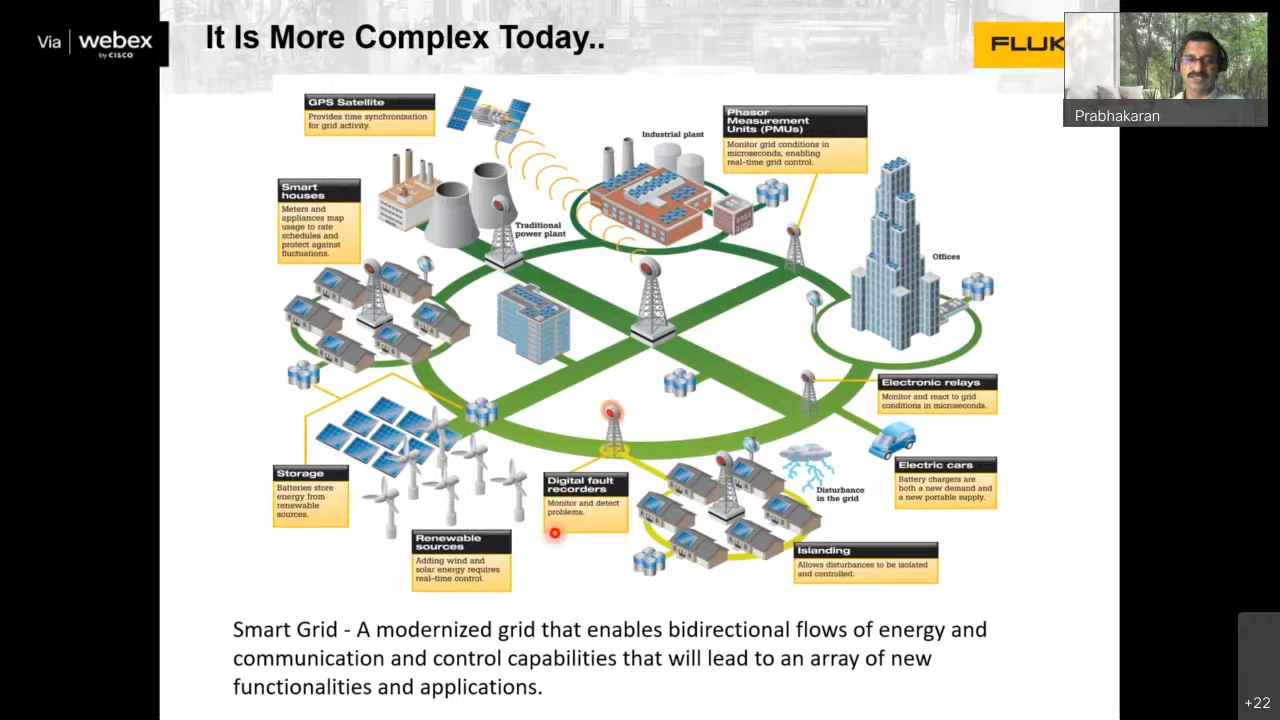 Via webex
by CISCO
It Is More Complex Today..
FLUK
Prabhakaran
GPS Satellite
Provides time synchronization
for grid activity.
Industrial plant
Phasor
Measurement
Units (PMUs)
Monitor grid conditions in
microseconds, enabling
real-time grid control.
Smart
houses
Meters and
appliances map
usage to rate
schedules and
protect against
fluctuations.
Traditional
power plant
Offices
Electronic relays
Monitor and react to grid
conditions in microseconds.
Storage
Batteries store
energy from
renewable
sources.
Digital fault
recorders
Monitor and detect
problems.
Disturbance
in the grid
Electric cars
Battery chargers are
both a new demand and
a new portable supply.
Renewable
sources
Adding wind and
solar energy requires
real-time control.
Islanding
Allows disturbances to be isolated
and controlled.
Smart Grid - A modernized grid that enables bidirectional flows of energy and
communication and control capabilities that will lead to an array of new
functionalities and applications.
+22